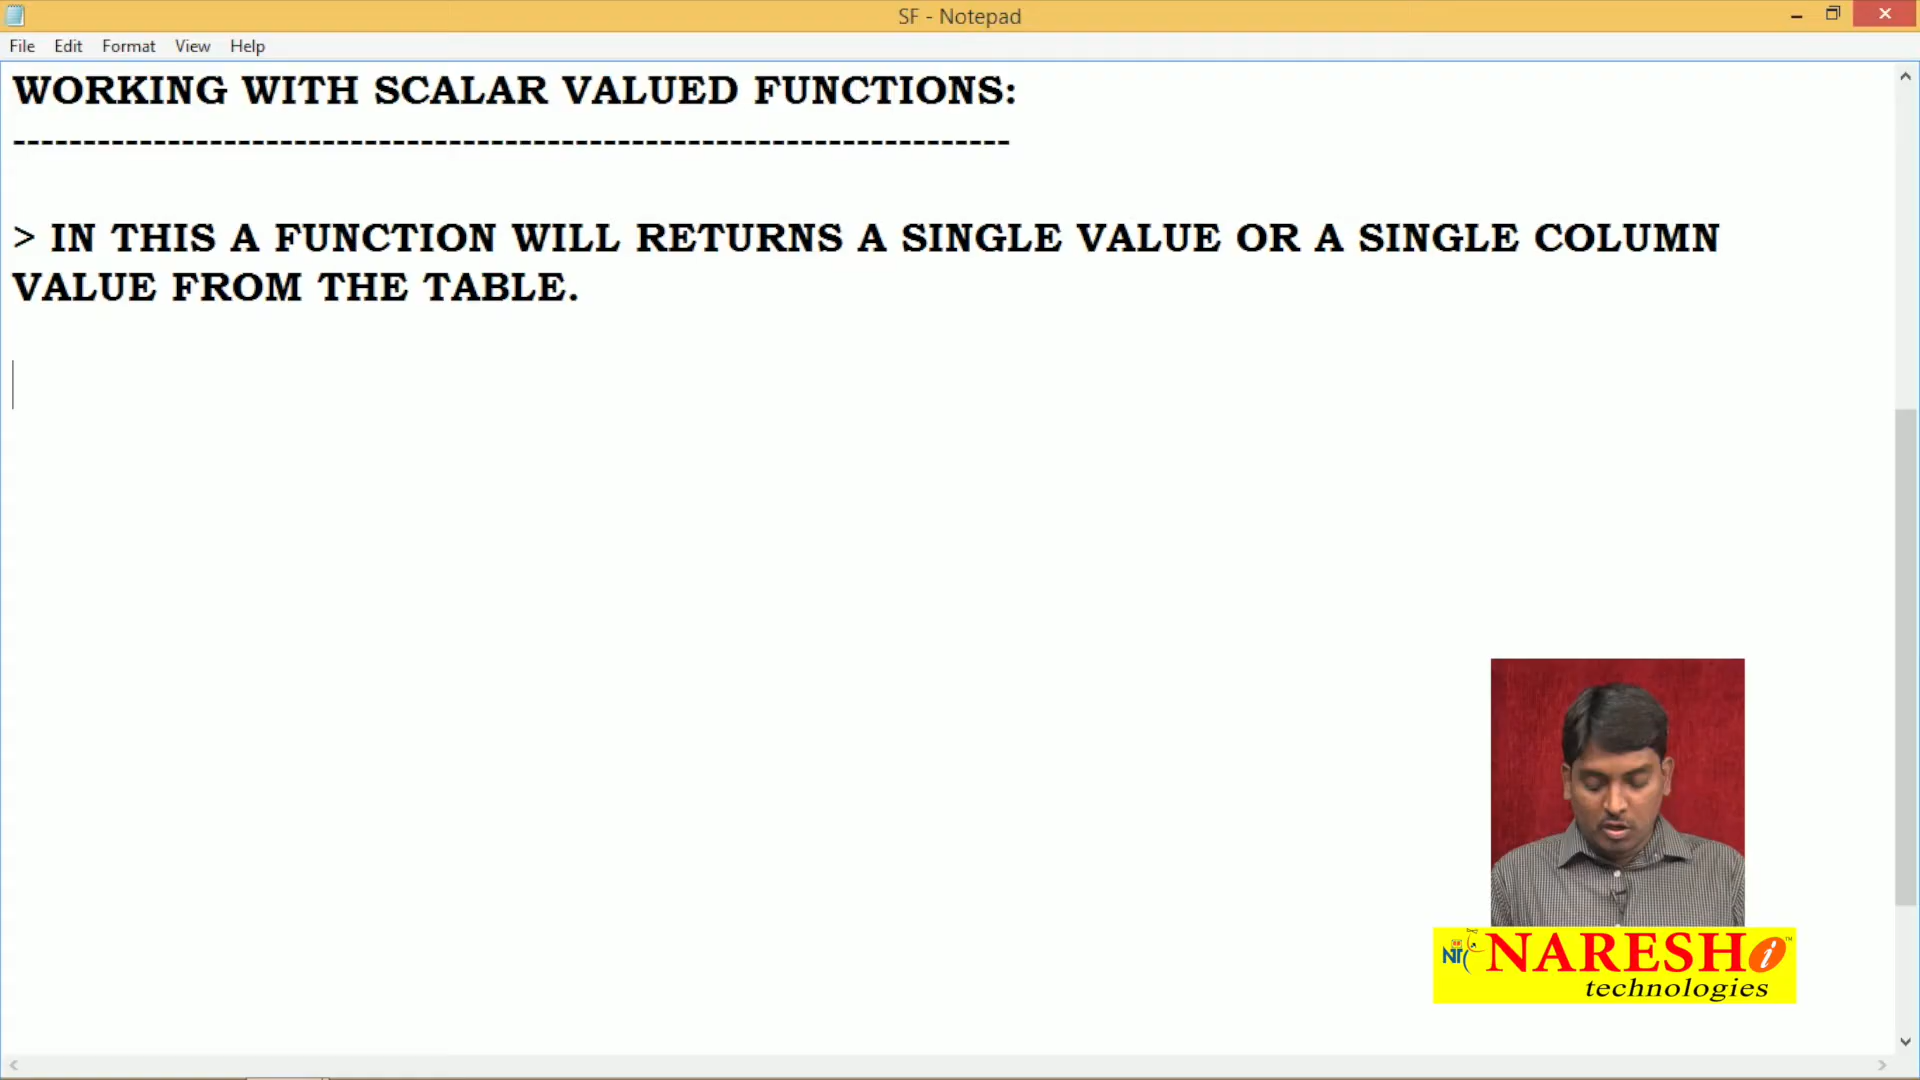 SF - Notepad
File Edit Format View Help
WORKING WITH SCALAR VALUED FUNCTIONS:
-----------------------------------------------------------------------
> IN THIS A FUNCTION WILL RETURNS A SINGLE VALUE OR A SINGLE COLUMN
VALUE FROM THE TABLE.
NARESH i
technologies